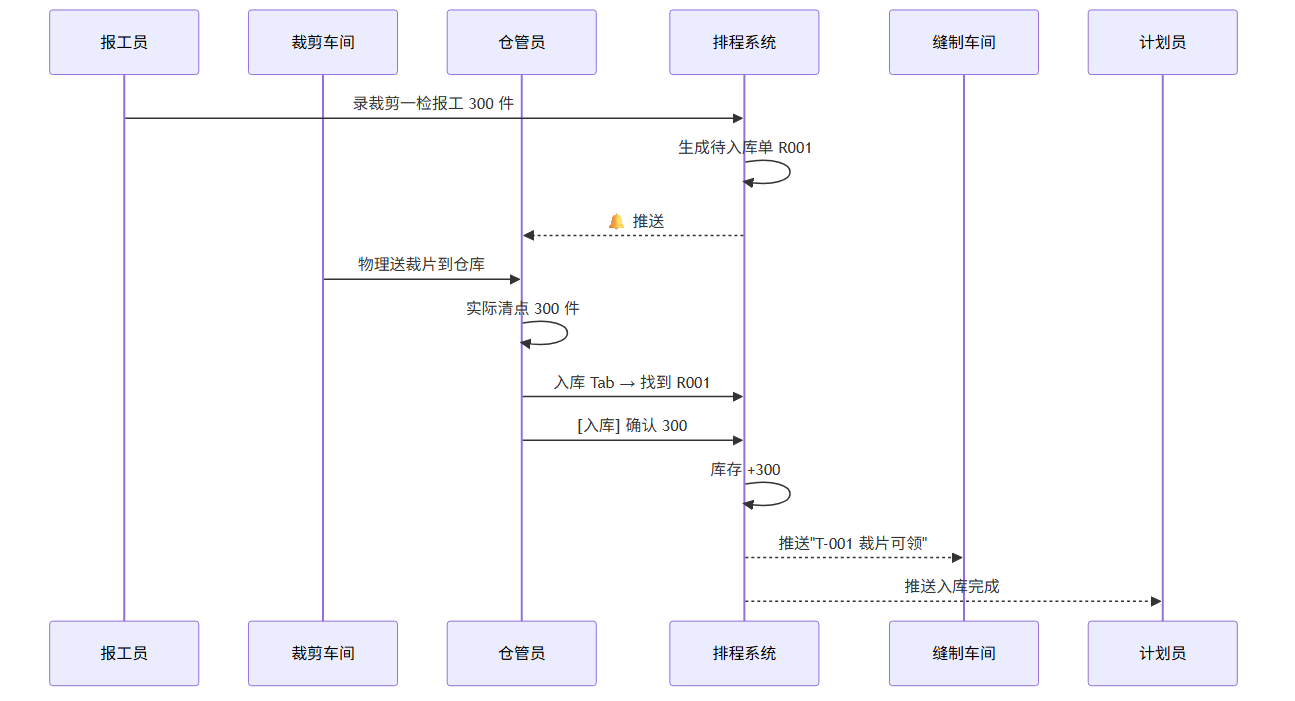 报工员
裁剪车间
仓管员
排程系统
缝制车间
计划员
录裁剪一检报工 300 件
生成待入库单 R001
🔔 推送
物理送裁片到仓库
实际清点 300 件
入库 Tab → 找到 R001
[入库] 确认 300
库存 +300
推送"T-001 裁片可领"
推送入库完成
报工员
裁剪车间
仓管员
排程系统
缝制车间
计划员